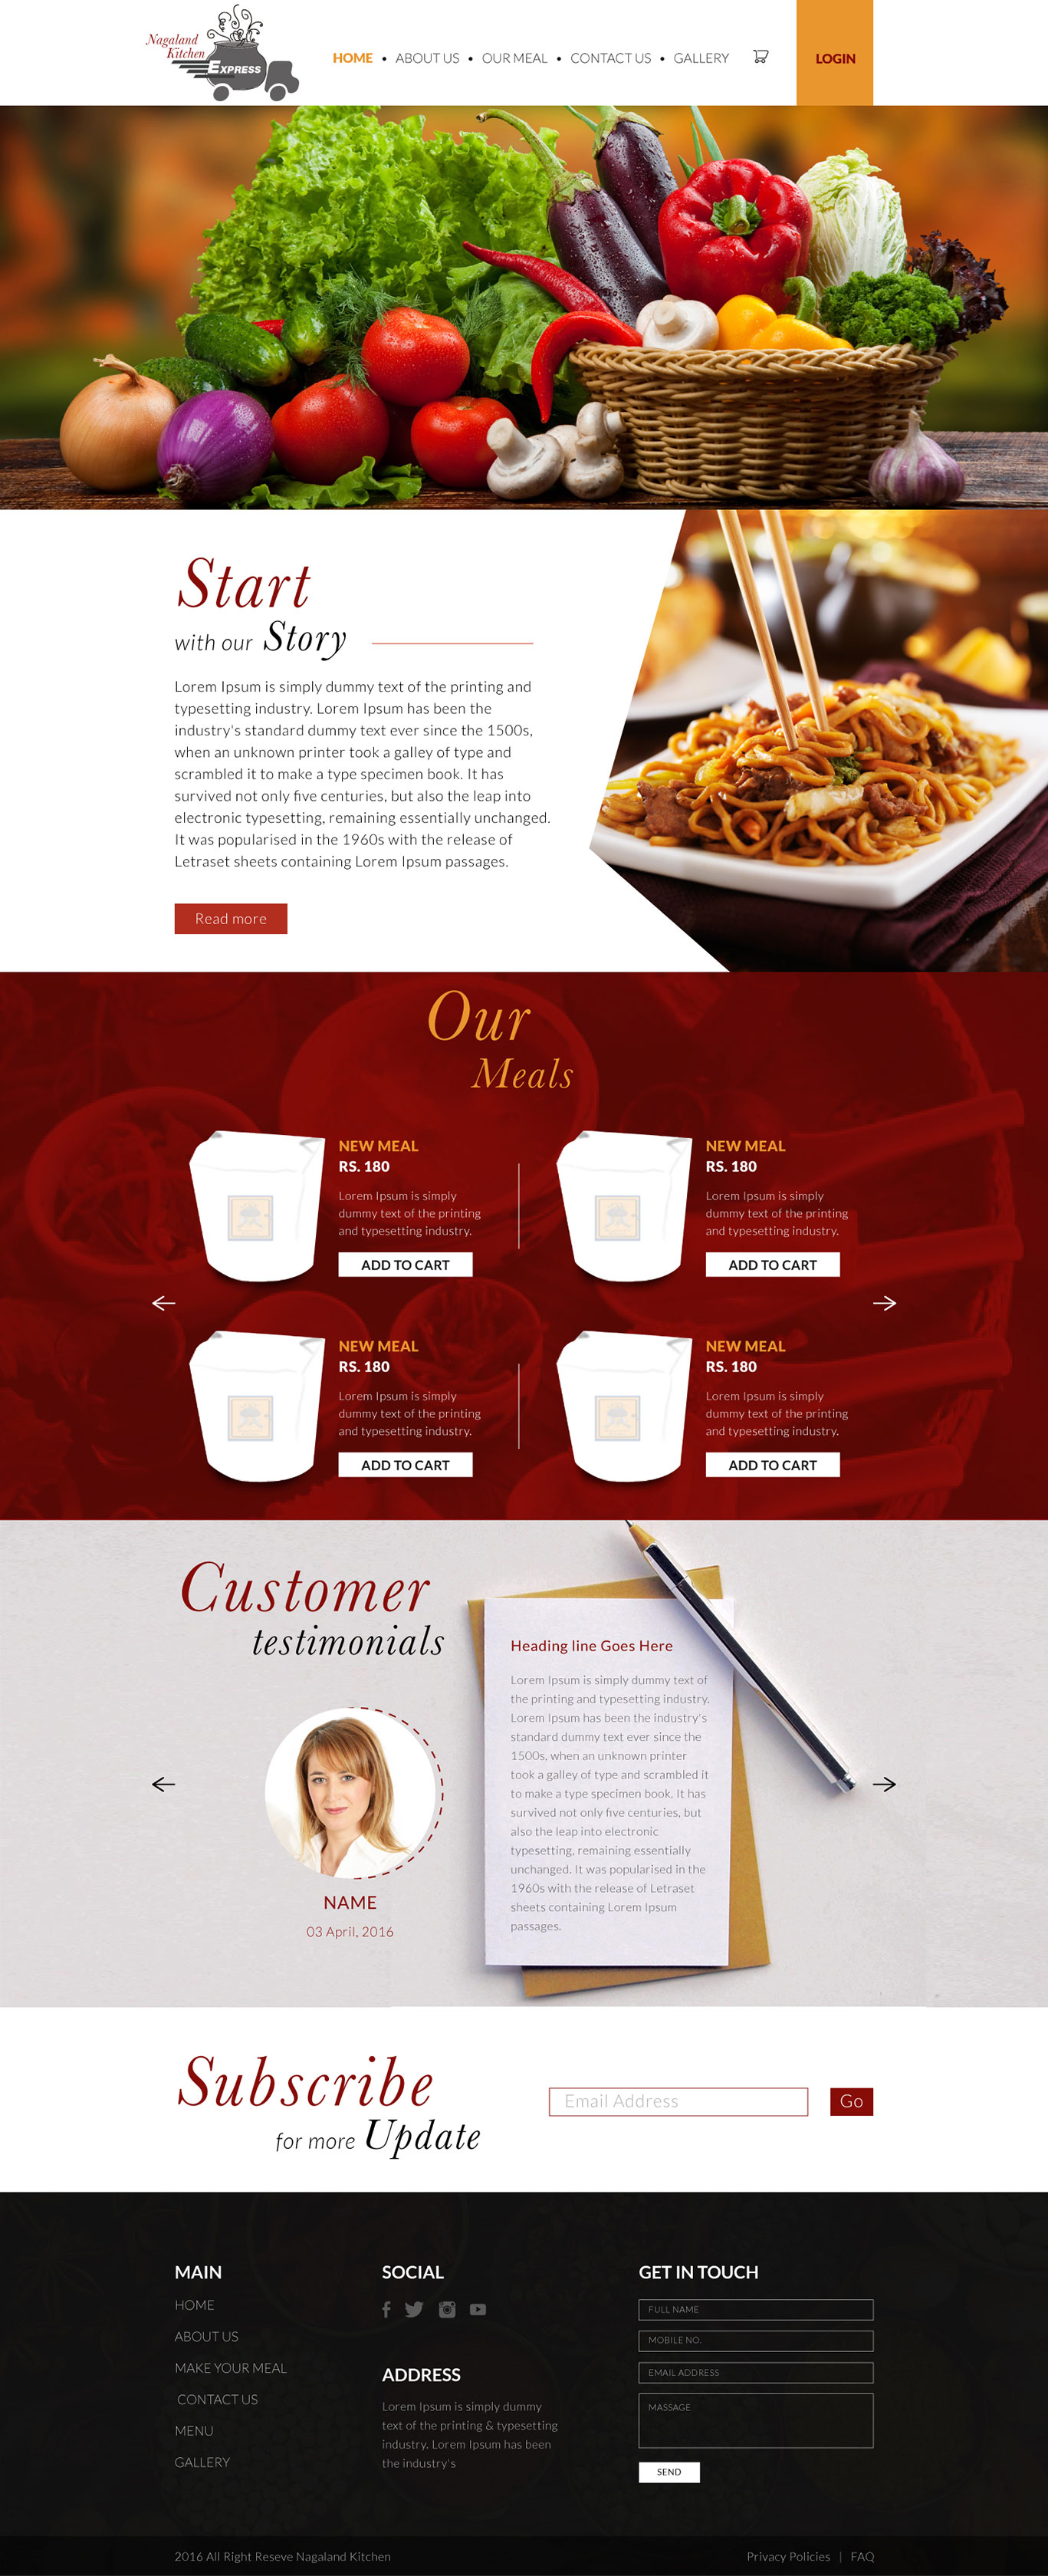 Nagaland
Kitchen
EXPRESS
HOME • ABOUT US • OUR MEAL • CONTACT US • GALLERY
LOGIN
Start
with our Story
Lorem Ipsum is simply dummy text of the printing and
typesetting industry. Lorem Ipsum has been the
industry's standard dummy text ever since the 1500s,
when an unknown printer took a galley of type and
scrambled it to make a type specimen book. It has
survived not only five centuries, but also the leap into
electronic typesetting, remaining essentially unchanged.
It was popularised in the 1960s with the release of
Letraset sheets containing Lorem Ipsum passages.
Read more
Our
Meals
NEW MEAL
RS. 180
Lorem Ipsum is simply
dummy text of the printing
and typesetting industry.
ADD TO CART
NEW MEAL
RS. 180
Lorem Ipsum is simply
dummy text of the printing
and typesetting industry.
ADD TO CART
NEW MEAL
RS. 180
Lorem Ipsum is simply
dummy text of the printing
and typesetting industry.
ADD TO CART
NEW MEAL
RS. 180
Lorem Ipsum is simply
dummy text of the printing
and typesetting industry.
ADD TO CART
Customer
testimonials
NAME
03 April, 2016
Heading line Goes Here
Lorem Ipsum is simply dummy text of
the printing and typesetting industry.
Lorem Ipsum has been the industry's
standard dummy text ever since the
1500s, when an unknown printer
took a galley of type and scrambled it
to make a type specimen book. It has
survived not only five centuries, but
also the leap into electronic
typesetting, remaining essentially
unchanged. It was popularised in the
1960s with the release of Letraset
sheets containing Lorem Ipsum
passages.
Subscribe
for more Update
Email Address
Go
MAIN
HOME
ABOUT US
MAKE YOUR MEAL
CONTACT US
MENU
GALLERY
SOCIAL
ADDRESS
Lorem Ipsum is simply dummy
text of the printing & typesetting
industry. Lorem Ipsum has been
the industry's
GET IN TOUCH
FULL NAME
MOBILE NO.
EMAIL ADDRESS
MASSAGE
SEND
2016 All Right Reseve Nagaland Kitchen
Privacy Policies | FAQ